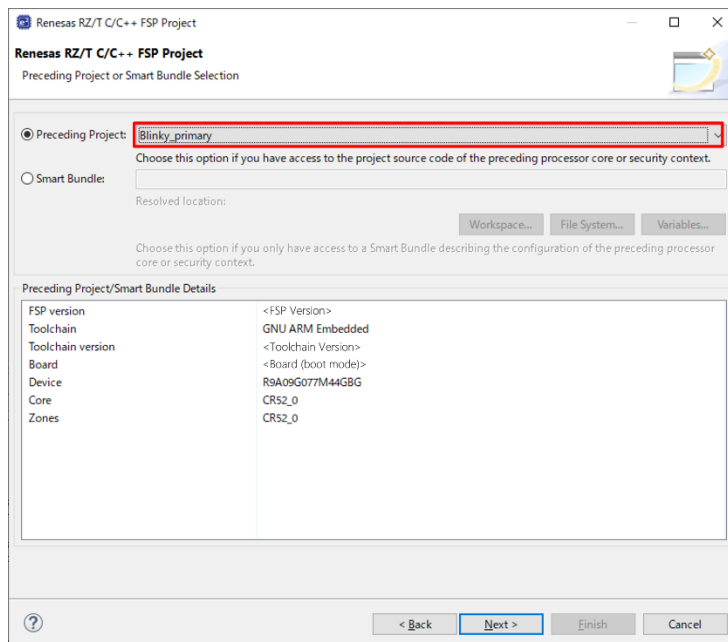 Renesas RZ/T C/C++ FSP Project
Renesas RZ/T C/C++ FSP Project
Preceding Project or Smart Bundle Selection
Preceding Project: Blinky_primary
Choose this option if you have access to the project source code of the preceding processor core or security context.
Smart Bundle:
Resolved location:
Workspace... File System... Variables...
Choose this option if you only have access to a Smart Bundle describing the configuration of the preceding processor
core or security context.
Preceding Project/Smart Bundle Details
FSP version <FSP Version>
Toolchain GNU ARM Embedded
Toolchain version <Toolchain Version>
Board <Board (boot mode)>
Device R9A09G077M44GBG
Core CR52_0
Zones CR52_0
? < Back Next > Finish Cancel